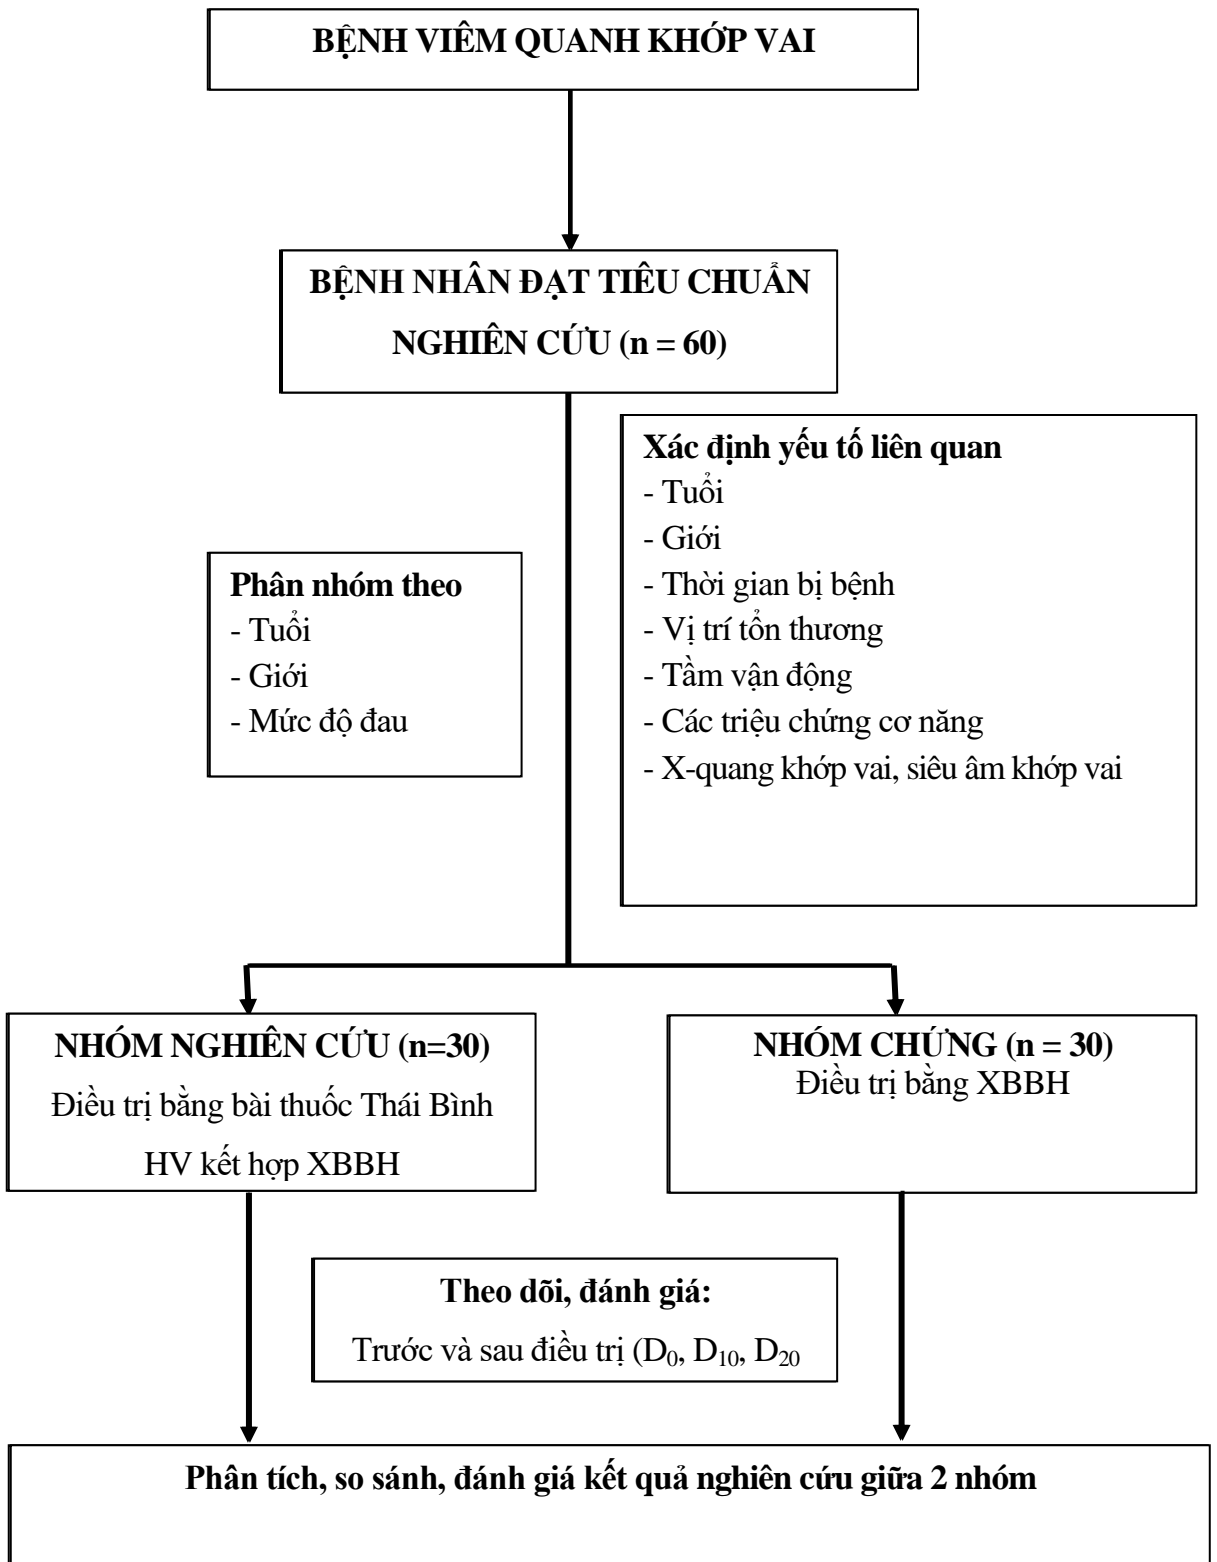 BỆNH VIÊM QUANH KHỚP VAI
BỆNH NHÂN ĐẠT TIÊU CHUẨN
NGHIÊN CỨU (n = 60)
Xác định yếu tố liên quan
- Tuổi
- Giới
- Thời gian bị bệnh
- Vị trí tổn thương
- Tầm vận động
- Các triệu chứng cơ năng
- X-quang khớp vai, siêu âm khớp vai
Phân nhóm theo
- Tuổi
- Giới
- Mức độ đau
NHÓM NGHIÊN CỨU (n=30)
Điều trị bằng bài thuốc Thái Bình
HV kết hợp XBBH
NHÓM CHỨNG (n = 30)
Điều trị bằng XBBH
Theo dõi, đánh giá:
Trước và sau điều trị (D₀, D₁₀, D₂₀
Phân tích, so sánh, đánh giá kết quả nghiên cứu giữa 2 nhóm